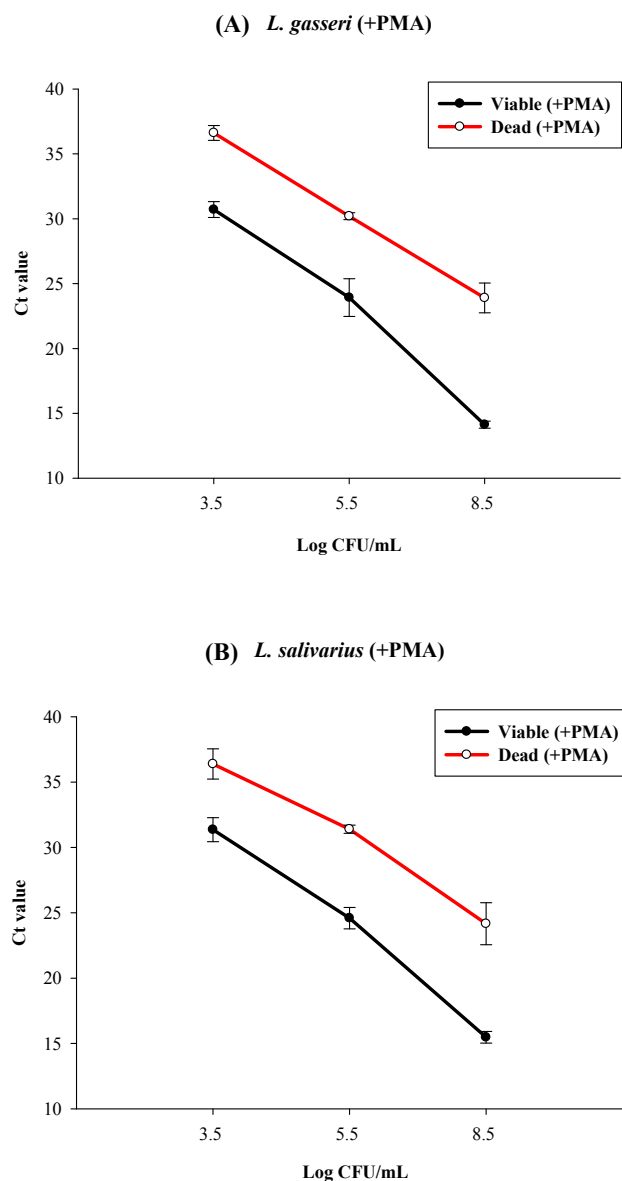 (A) L. gasseri (+PMA)
40
35
30
25
20
15
10
Ct value
Viable (+PMA)
Dead (+PMA)
3.5 5.5 8.5
Log CFU/mL
(B) L. salivarius (+PMA)
40
35
30
25
20
15
10
Ct value
Viable (+PMA)
Dead (+PMA)
3.5 5.5 8.5
Log CFU/mL